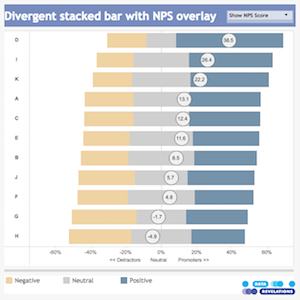 Divergent stacked bar with NPS overlay
Show NPS Score
D 38.5
I 26.4
K 22.2
A 13.1
C 12.4
E 11.6
B 8.5
J 5.7
F 4.8
G -1.7
H -4.9
-60% -40% -20% 0% 20% 40% 60%
<< Detractors Neutral Promoters >>
Negative Neutral Positive
DATA
REVELATIONS